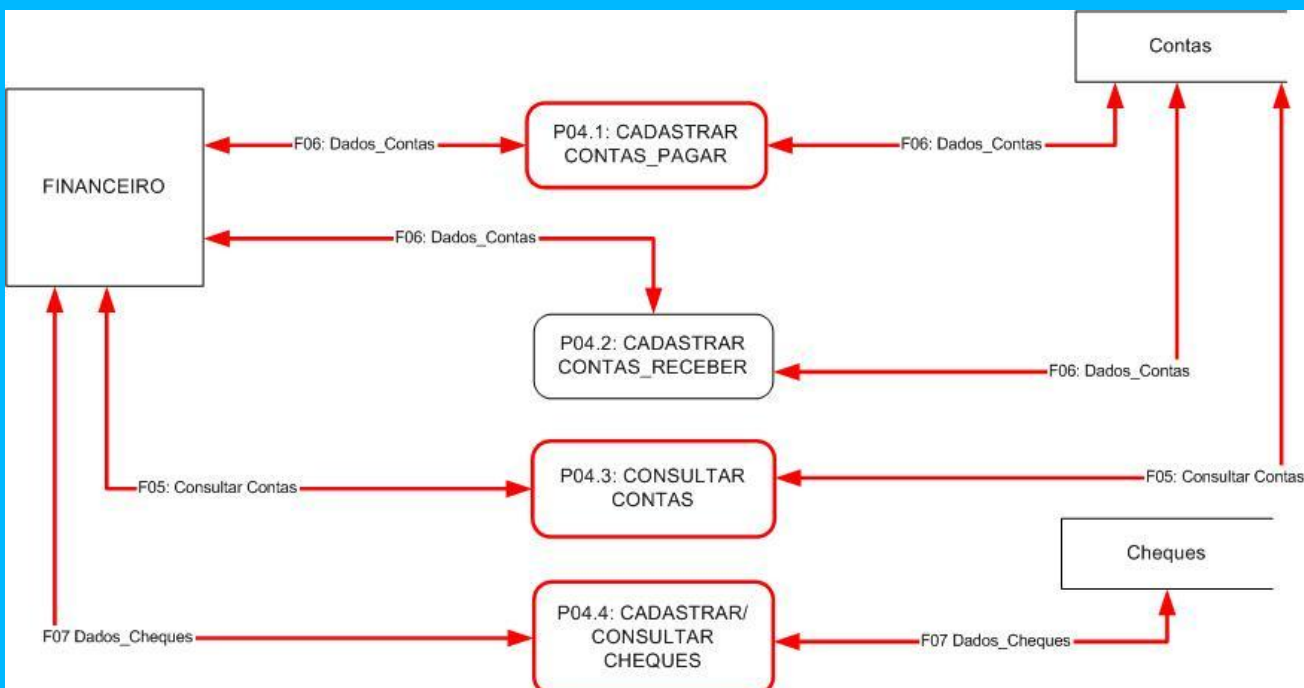 Contas
P04.1: CADASTRAR
CONTAS_PAGAR
F06: Dados_Contas
F06: Dados_Contas
FINANCEIRO
F06: Dados_Contas
P04.2: CADASTRAR
CONTAS_RECEBER
F06: Dados_Contas
P04.3: CONSULTAR
CONTAS
F05: Consultar Contas
F05: Consultar Contas
Cheques
P04.4: CADASTRAR/
CONSULTAR
CHEQUES
F07 Dados_Cheques
F07 Dados_Cheques